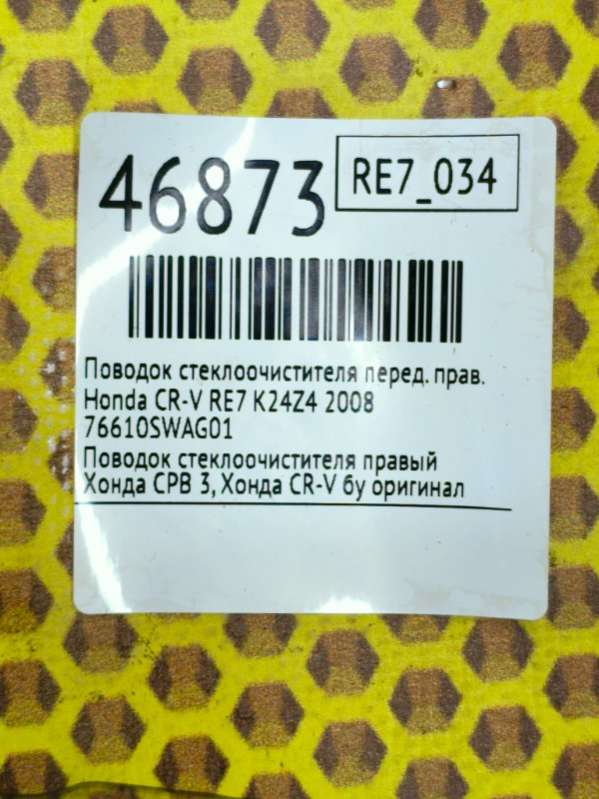 46873
RE7_034
Поводок стеклоочистителя перед. прав.
Honda CR-V RE7 K24Z4 2008
76610SWAG01
Поводок стеклоочистителя правый
Хонда СРВ 3, Хонда CR-V бу оригинал